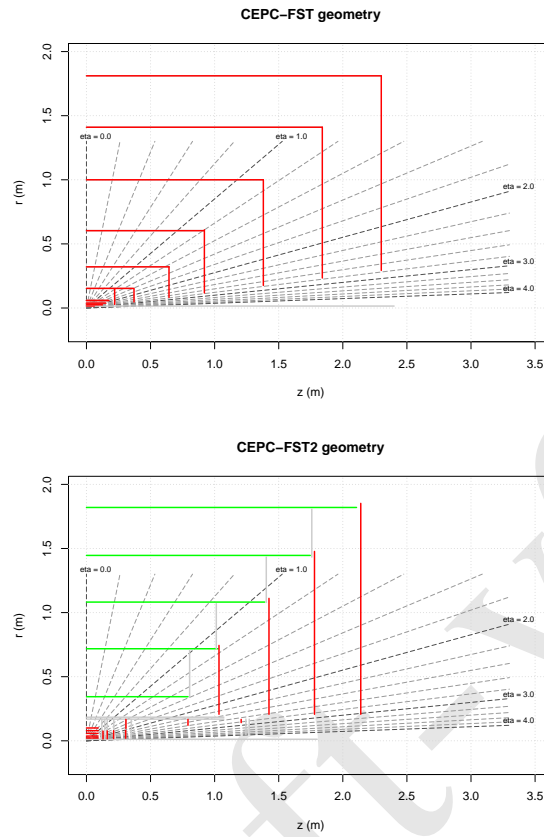 CEPC−FST geometry
2.0
1.5
1.0
0.5
0.0
r (m)
eta = 0.0
eta = 1.0
eta = 2.0
eta = 3.0
eta = 4.0
0.0 0.5 1.0 1.5 2.0 2.5 3.0 3.5
z (m)
CEPC−FST2 geometry
2.0
1.5
1.0
0.5
0.0
r (m)
eta = 0.0
eta = 1.0
eta = 2.0
eta = 3.0
eta = 4.0
0.0 0.5 1.0 1.5 2.0 2.5 3.0 3.5
z (m)